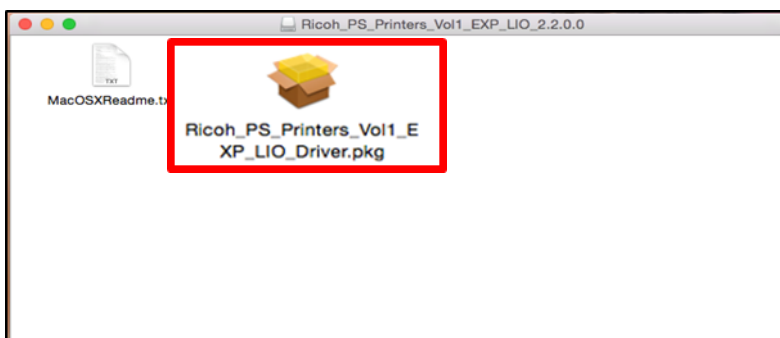 Ricoh_PS_Printers_Vol1_EXP_LIO_2.2.0.0
TXT
MacOSXReadme.tx
Ricoh_PS_Printers_Vol1_E
XP_LIO_Driver.pkg